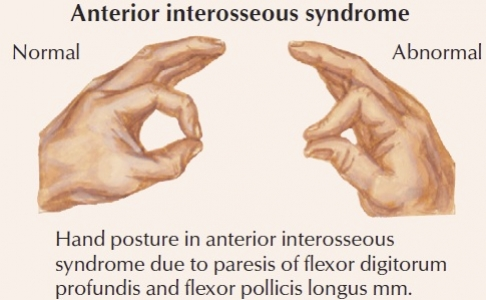 Anterior interosseous syndrome
Normal
Abnormal
Hand posture in anterior interosseous
syndrome due to paresis of flexor digitorum
profundis and flexor pollicis longus mm.